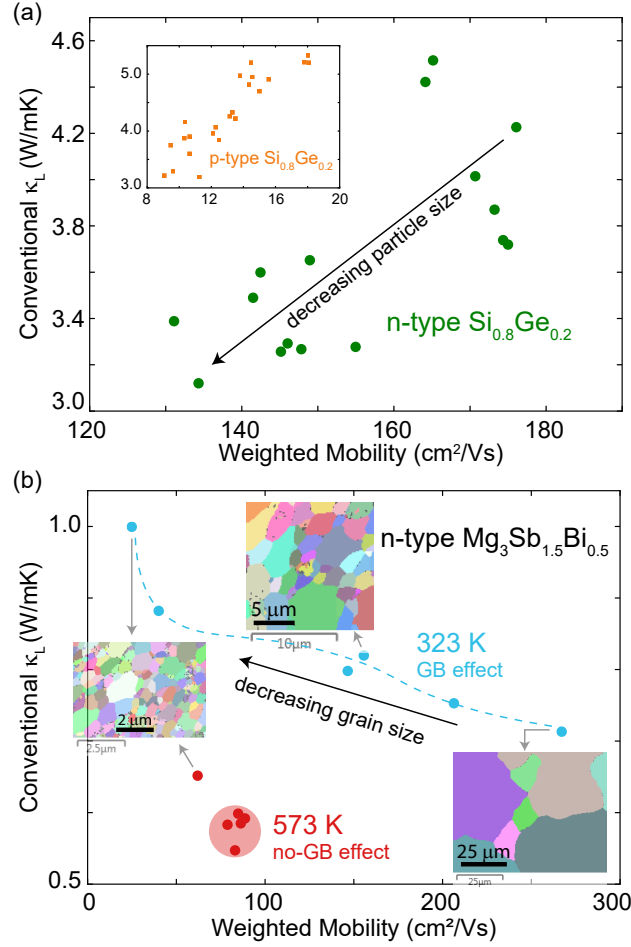 (a)
4.6
4.2
3.8
3.4
3.0
Conventional κL (W/mK)
5.0
4.0
3.0
8
12
16
20
p-type Si0.8Ge0.2
decreasing particle size
n-type Si0.8Ge0.2
120
140
160
180
Weighted Mobility (cm²/Vs)
(b)
1.0
0.5
Conventional κL (W/mK)
n-type Mg3Sb1.5Bi0.5
5 μm
10μm
323 K
GB effect
decreasing grain size
2 μm
2.5μm
573 K
no-GB effect
25 μm
25μm
0
100
200
300
Weighted Mobility (cm²/Vs)